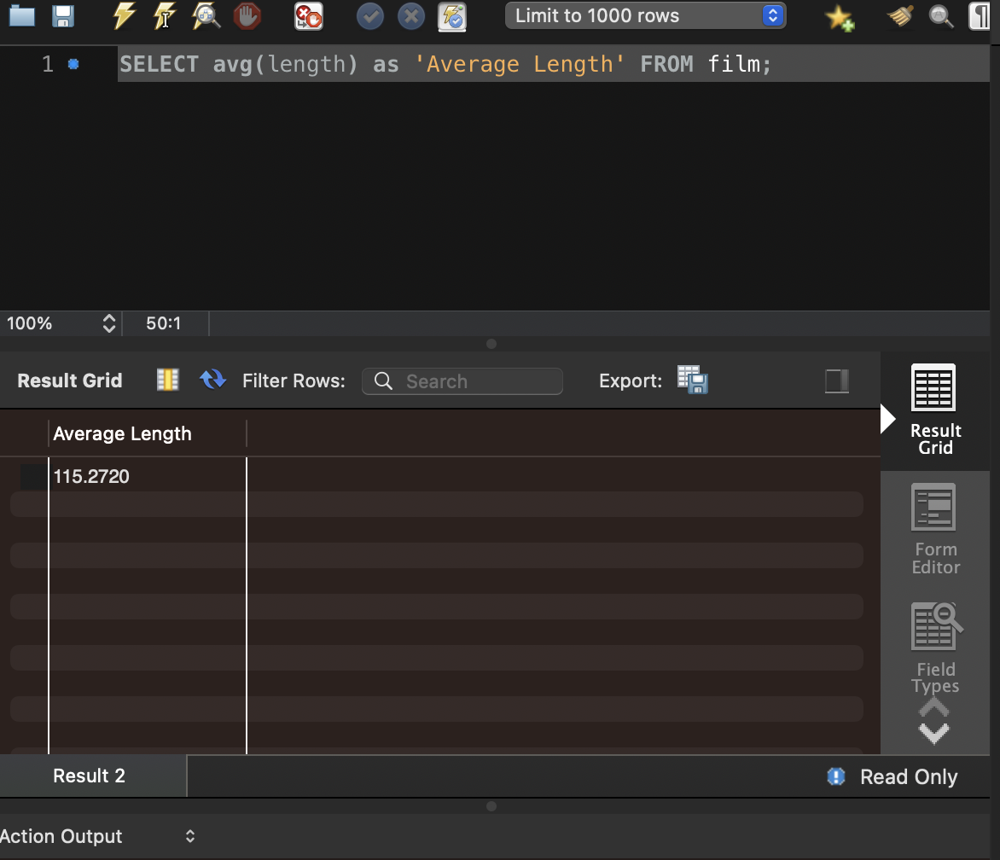 Limit to 1000 rows
1 SELECT avg(length) as 'Average Length' FROM film;
100% 50:1
Result Grid Filter Rows: Search Export:
Result
Grid
Average Length
115.2720
Form
Editor
Field
Types
Result 2 Read Only
Action Output